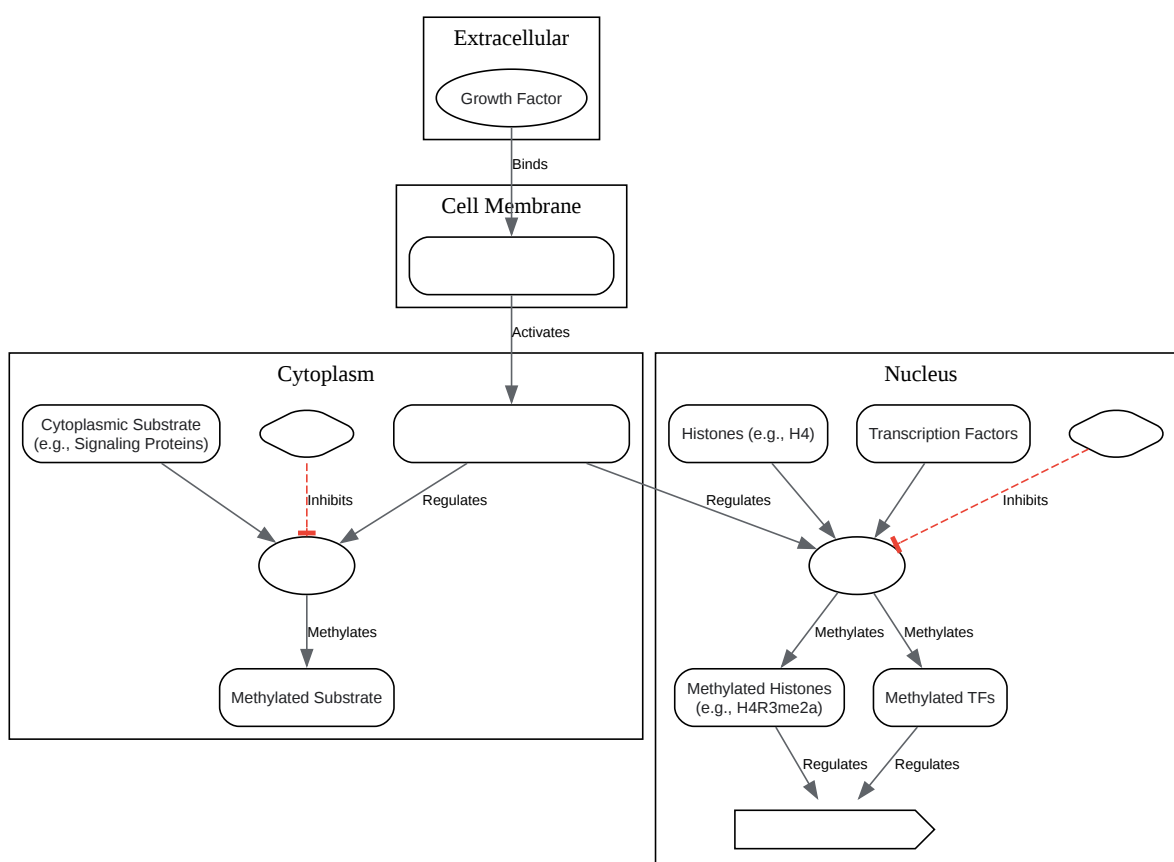 Extracellular
Growth Factor
Binds
Cell Membrane
Activates
Cytoplasm
Nucleus
Cytoplasmic Substrate
(e.g., Signaling Proteins)
Histones (e.g., H4)
Transcription Factors
Inhibits
Regulates
Regulates
Inhibits
Methylates
Methylates
Methylates
Methylated Substrate
Methylated Histones
(e.g., H4R3me2a)
Methylated TFs
Regulates
Regulates